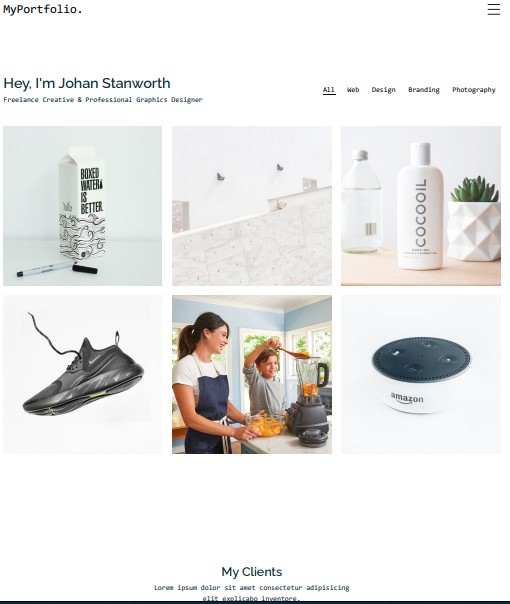 MyPortfolio.
Hey, I'm Johan Stanworth
Freelance Creative & Professional Graphics Designer
All Web Design Branding Photography
BOXED
WATER
IS
BETTER.
COCOOIL
amazon
My Clients
Lorem ipsum dolor sit amet consectetur adipisicing
elit explicabo inventore.